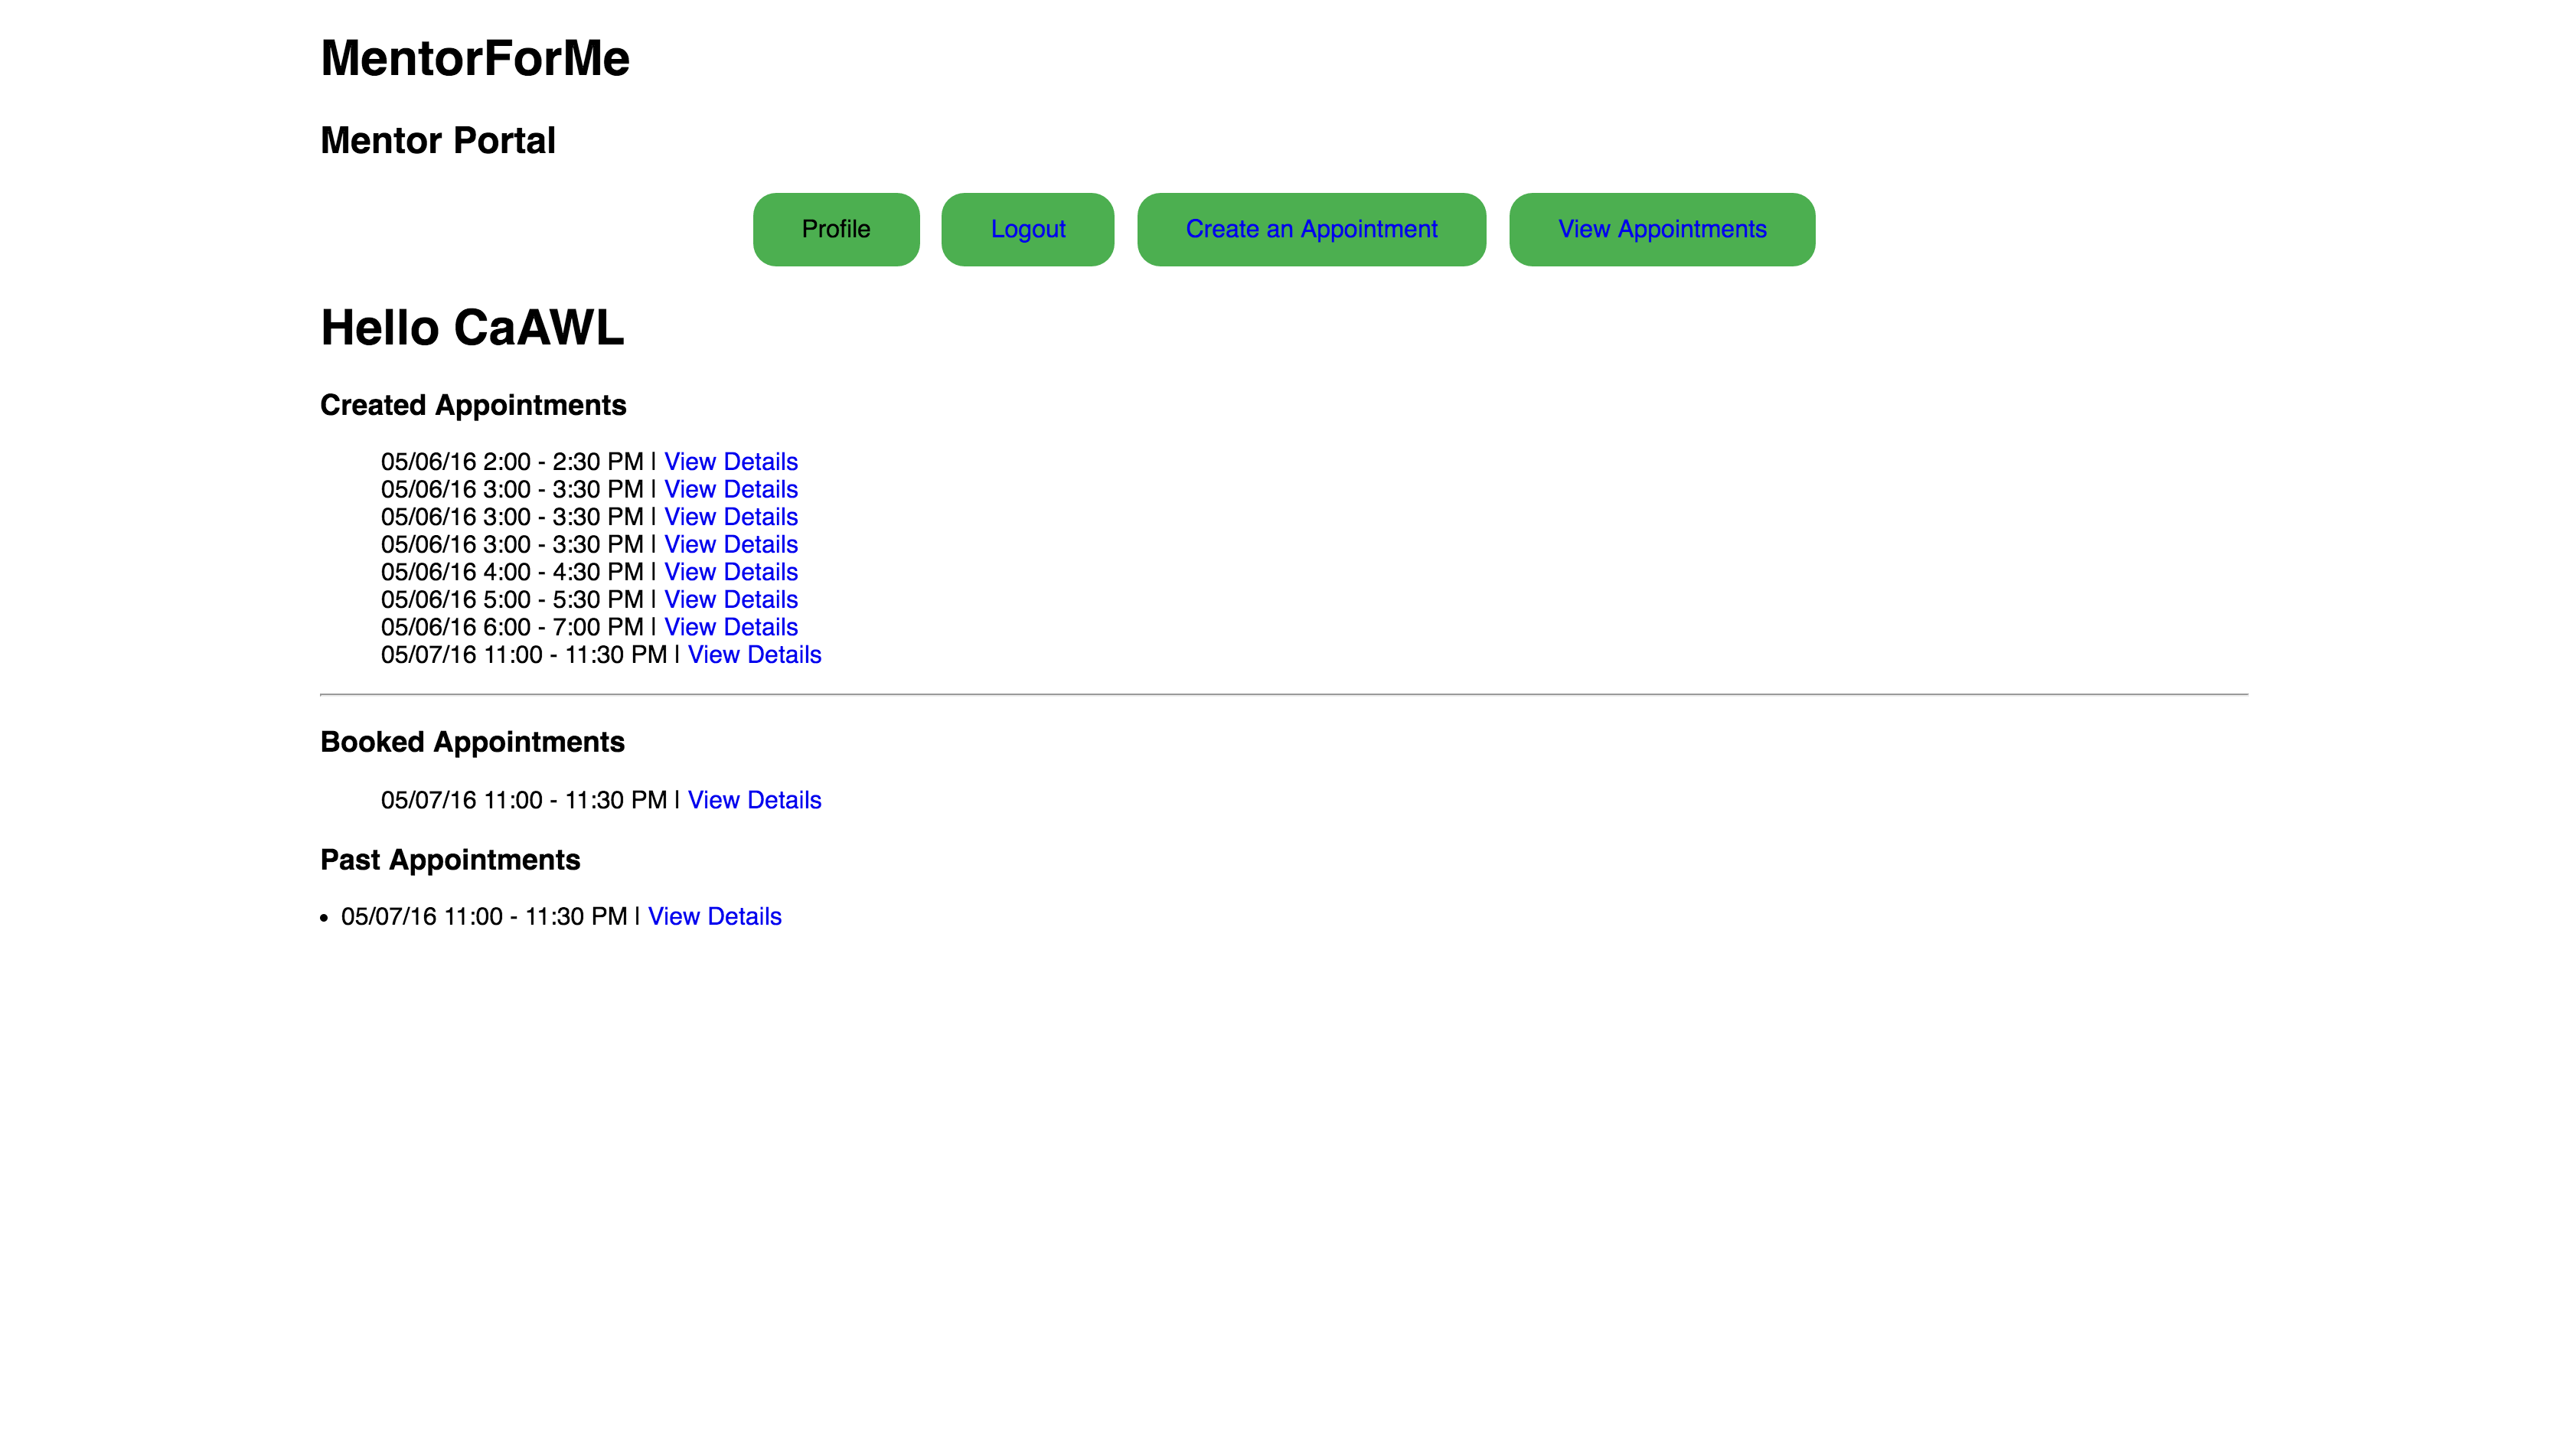 MentorForMe
Mentor Portal
Profile Logout Create an Appointment View Appointments
Hello CaAWL
Created Appointments
05/06/16 2:00 - 2:30 PM | View Details
05/06/16 3:00 - 3:30 PM | View Details
05/06/16 3:00 - 3:30 PM | View Details
05/06/16 3:00 - 3:30 PM | View Details
05/06/16 4:00 - 4:30 PM | View Details
05/06/16 5:00 - 5:30 PM | View Details
05/06/16 6:00 - 7:00 PM | View Details
05/07/16 11:00 - 11:30 PM | View Details
Booked Appointments
05/07/16 11:00 - 11:30 PM | View Details
Past Appointments
• 05/07/16 11:00 - 11:30 PM | View Details